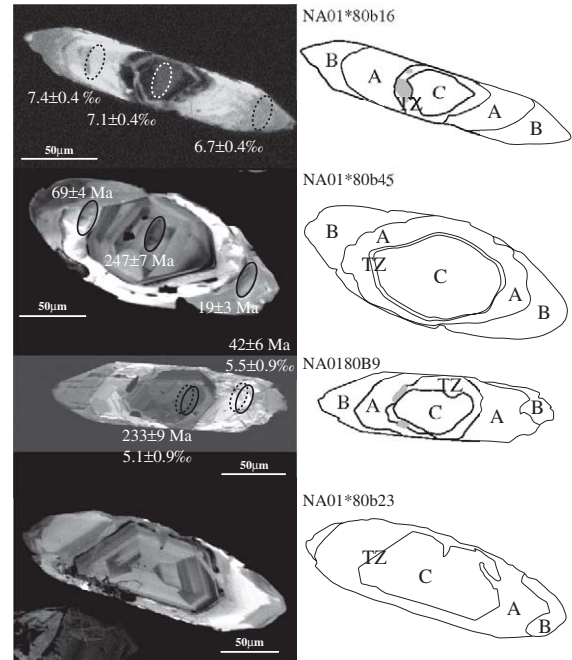 NA01*80b16
7.4±0.4 ‰
7.1±0.4‰
6.7±0.4‰
50µm
B
A
TZ
C
A
B
NA01*80b45
69±4 Ma
247±7 Ma
19±3 Ma
50µm
B
A
TZ
C
A
B
NA0180B9
42±6 Ma
5.5±0.9‰
233±9 Ma
5.1±0.9‰
50µm
B
A
TZ
C
A
B
NA01*80b23
50µm
TZ
C
A
B